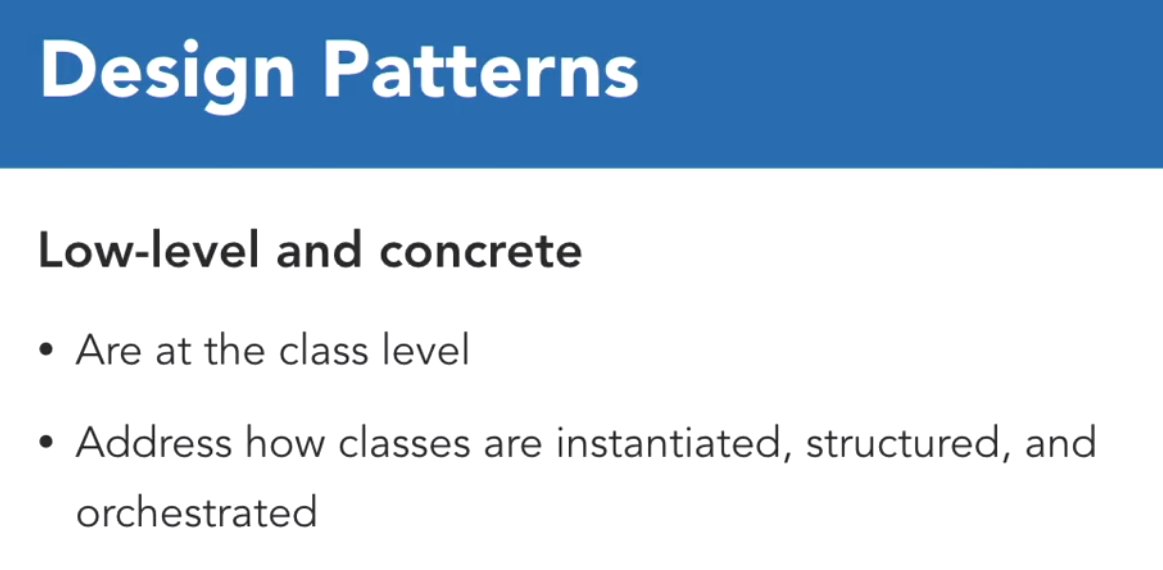 Design Patterns
Low-level and concrete
• Are at the class level
• Address how classes are instantiated, structured, and
orchestrated